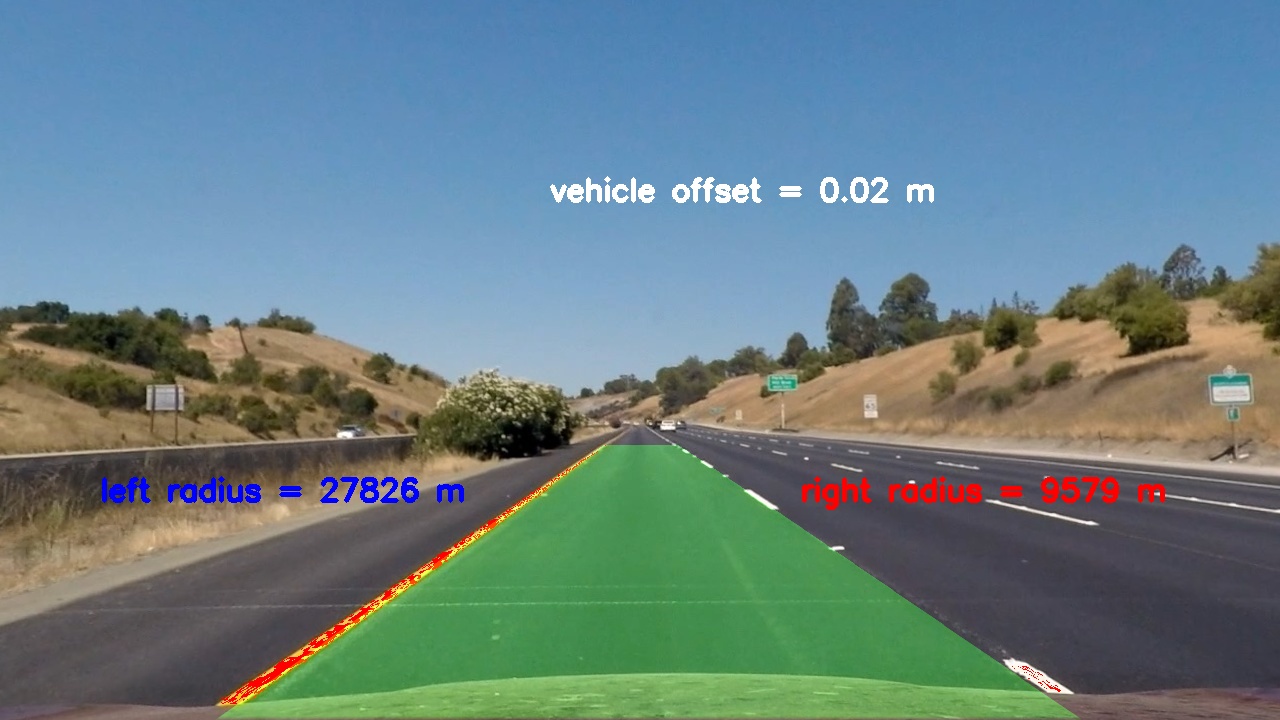 vehicle offset = 0.02 m
left radius = 27826 m
right radius = 9579 m